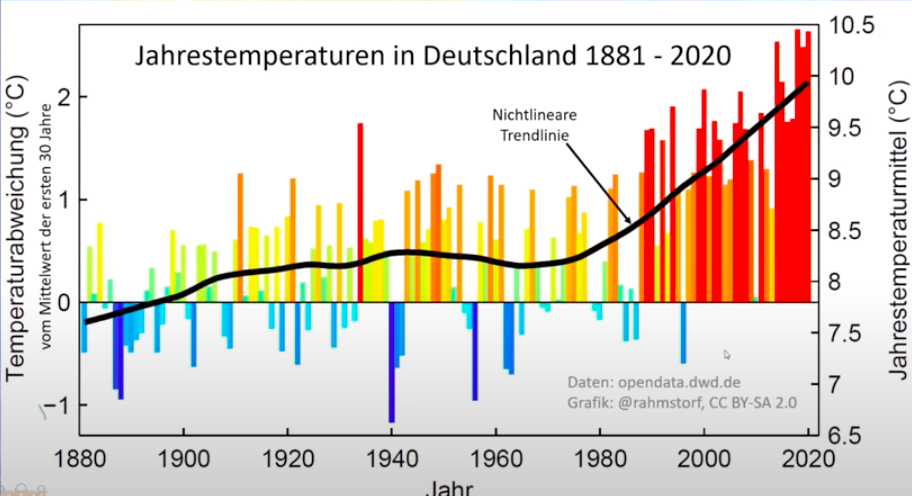 Jahrestemperaturen in Deutschland 1881 - 2020
Temperaturabweichung (°C)
vom Mittelwert der ersten 30 Jahre
2
1
0
−1
Nichtlineare
Trendlinie
10.5
10
9.5
9
8.5
8
7.5
7
6.5
Jahrestemperaturmittel (°C)
Daten: opendata.dwd.de
Grafik: @rahmstorf, CC BY-SA 2.0
1880 1900 1920 1940 1960 1980 2000 2020
Jahr